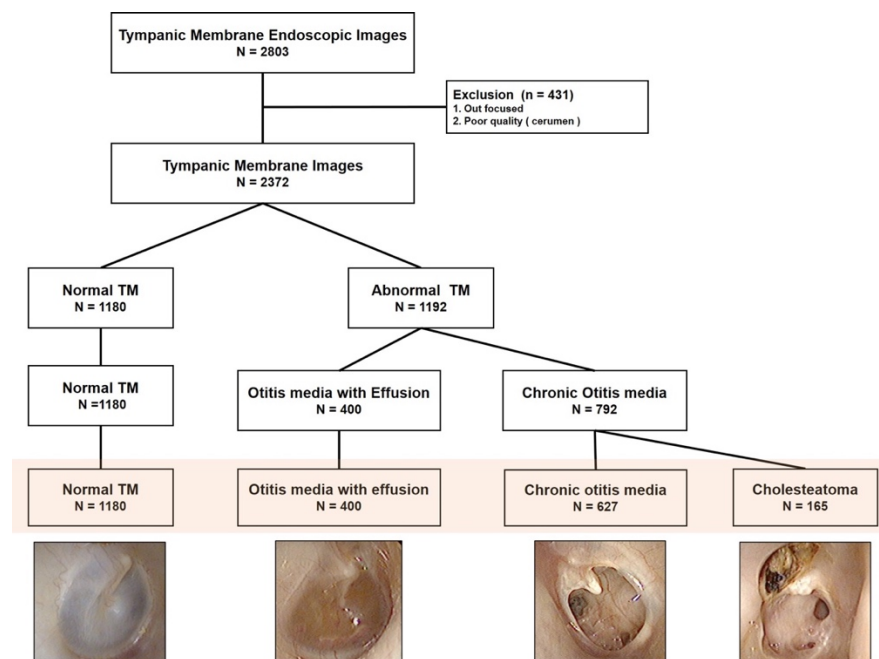 Tympanic Membrane Endoscopic Images
N = 2803
Exclusion (n = 431)
1. Out focused
2. Poor quality ( cerumen )
Tympanic Membrane Images
N = 2372
Normal TM
N = 1180
Abnormal TM
N = 1192
Normal TM
N =1180
Otitis media with Effusion
N = 400
Chronic Otitis media
N = 792
Normal TM
N = 1180
Otitis media with effusion
N = 400
Chronic otitis media
N = 627
Cholesteatoma
N = 165